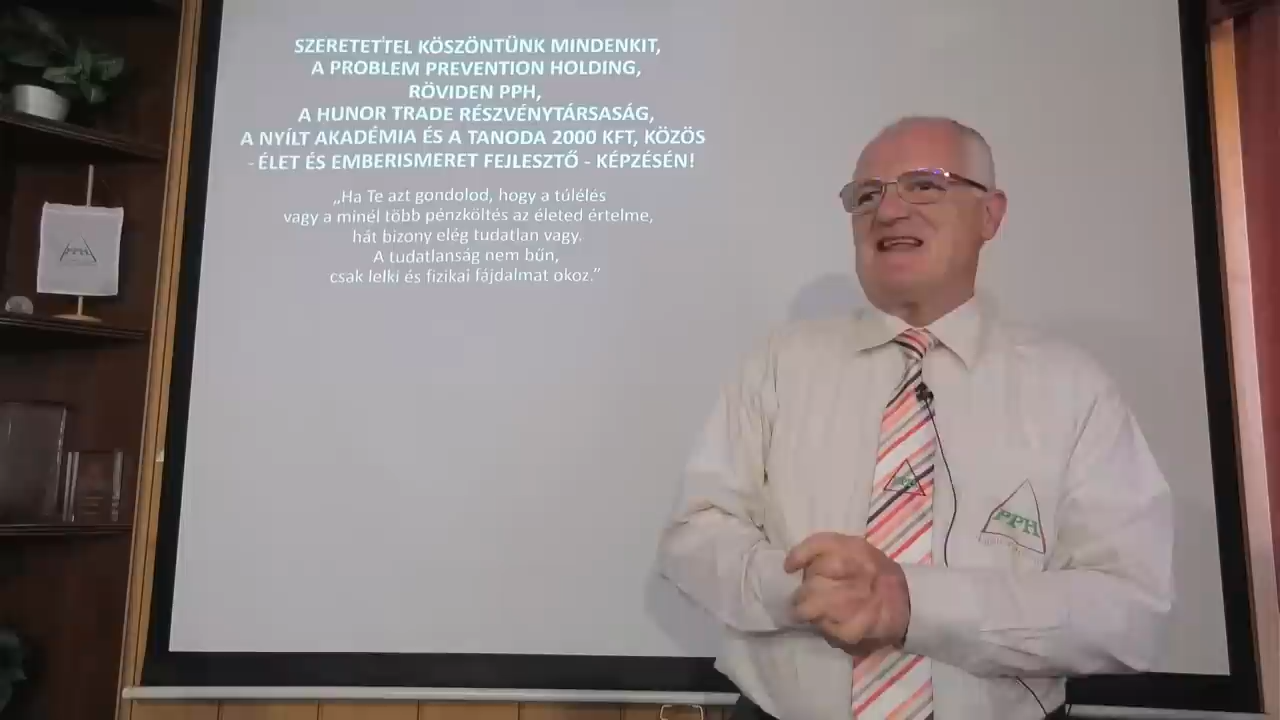 SZERETETTEL KÖSZÖNTÜNK MINDENKIT,
A PROBLEM PREVENTION HOLDING,
RÖVIDEN PPH,
A HUNOR TRADE RÉSZVÉNYTÁRSASÁG,
A NYÍLT AKADÉMIA ÉS A TANODA 2000 KFT, KÖZÖS
- ÉLET ÉS EMBERISMERET FEJLESZTŐ - KÉPZÉSÉN!
„Ha Te azt gondolod, hogy a túlélés
vagy a minél több pénzköltés az életed értelme,
hát bizony elég tudatlan vagy.
A tudatlanság nem bűn,
csak lelki és fizikai fájdalmat okoz.”
PPH
PPH